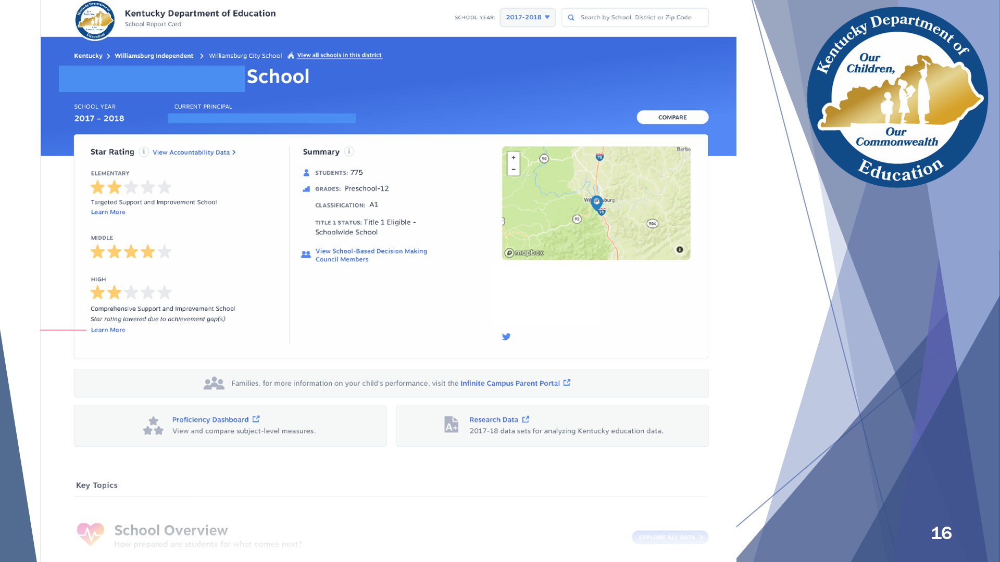 Kentucky Department of Education
School Report Card
SCHOOL YEAR:
2017-2018
Search by School, District or Zip Code
Kentucky > Williamsburg Independent > Williamsburg City School View all schools in this district
School
SCHOOL YEAR
2017 – 2018
CURRENT PRINCIPAL
COMPARE
Star Rating i View Accountability Data >
ELEMENTARY
Targeted Support and Improvement School
Learn More
MIDDLE
HIGH
Comprehensive Support and Improvement School
Star rating lowered due to achievement gap(s)
Learn More
Summary i
STUDENTS: 775
GRADES: Preschool-12
CLASSIFICATION: A1
TITLE 1 STATUS: Title 1 Eligible -
Schoolwide School
View School-Based Decision Making
Council Members
+
−
90
75
Barbo
Williamsburg
75
92
904
mapbox
i
Families, for more information on your child's performance, visit the Infinite Campus Parent Portal
Proficiency Dashboard
View and compare subject-level measures.
A+
Research Data
2017-18 data sets for analyzing Kentucky education data.
Key Topics
School Overview
How prepared are students for what comes next?
EXPLORE ALL DATA >
Kentucky Department of
Our
Children,
Our
Commonwealth
Education
16